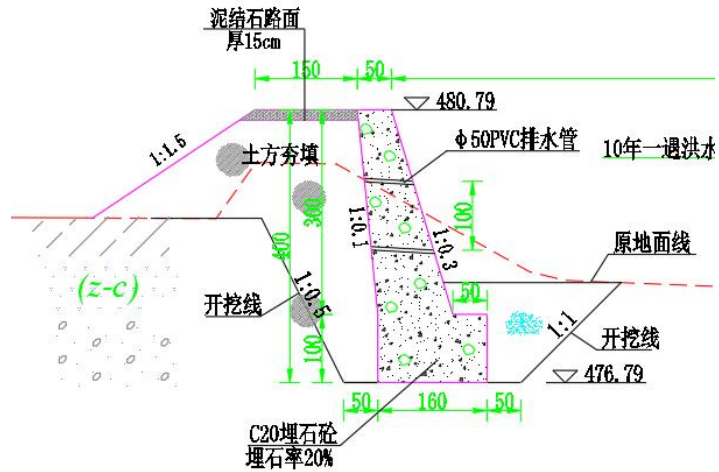 泥结石路面
厚15cm
150
50
480.79
1:1.5
土方夯填
φ50PVC排水管
10年一遇洪水
100
300
400
1:0.1
1:0.3
原地面线
(z-c)
开挖线
1:0.5
50
1:1
开挖线
100
476.79
50
160
50
C20埋石砼
埋石率20%